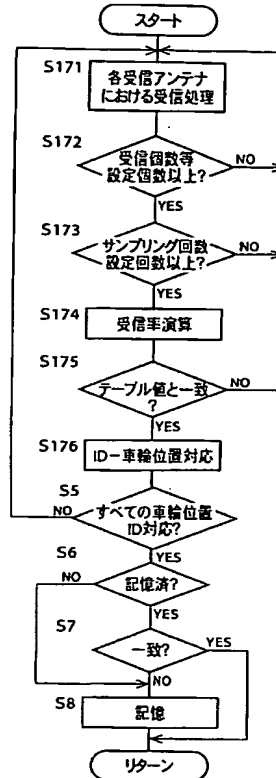 スタート
S171
各受信アンテナ
における受信処理
S172
受信個数等
設定個数以上?
NO
YES
S173
サンプリング回数
設定回数以上?
NO
YES
S174
受信率演算
S175
テーブル値と一致
?
NO
YES
S176
ID－車輪位置対応
S5
すべての車輪位置
ID対応?
NO
YES
S6
記憶済?
NO
YES
S7
一致?
YES
NO
S8
記憶
リターン